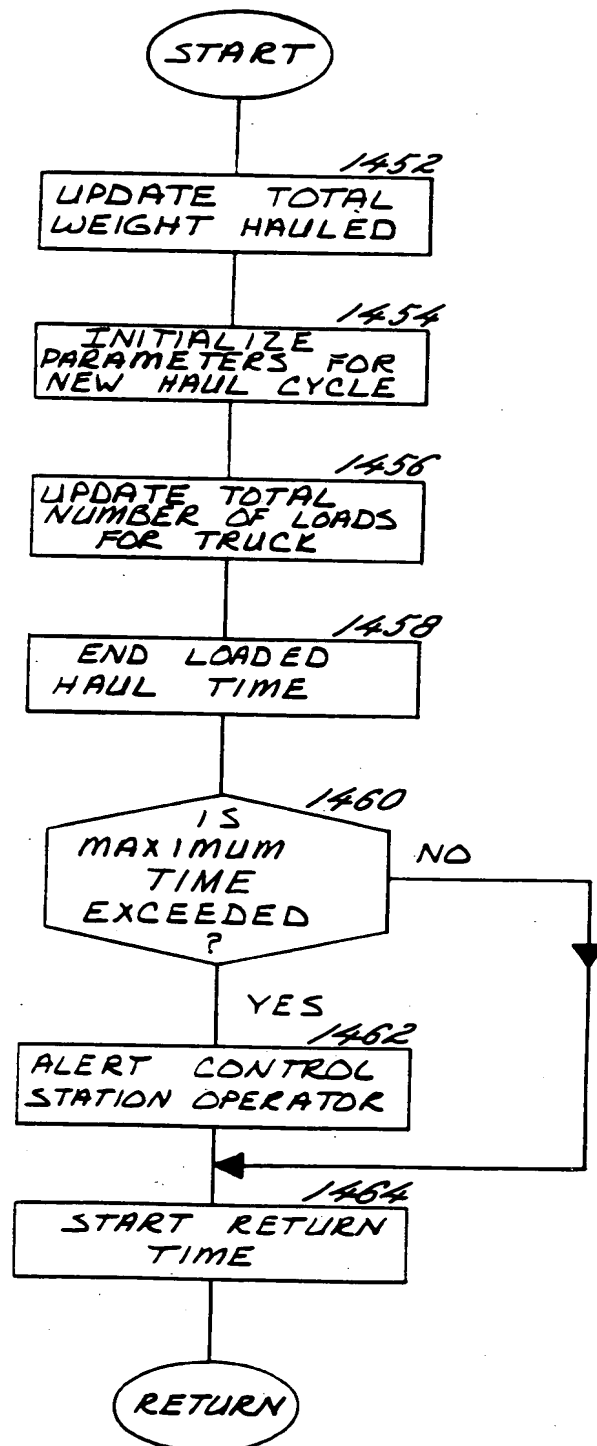 START
1452
UPDATE TOTAL
WEIGHT HAULED
1454
INITIALIZE
PARAMETERS FOR
NEW HAUL CYCLE
1456
UPDATE TOTAL
NUMBER OF LOADS
FOR TRUCK
1458
END LOADED
HAUL TIME
1460
IS
MAXIMUM
TIME
EXCEEDED
?
NO
YES
1462
ALERT CONTROL
STATION OPERATOR
1464
START RETURN
TIME
RETURN